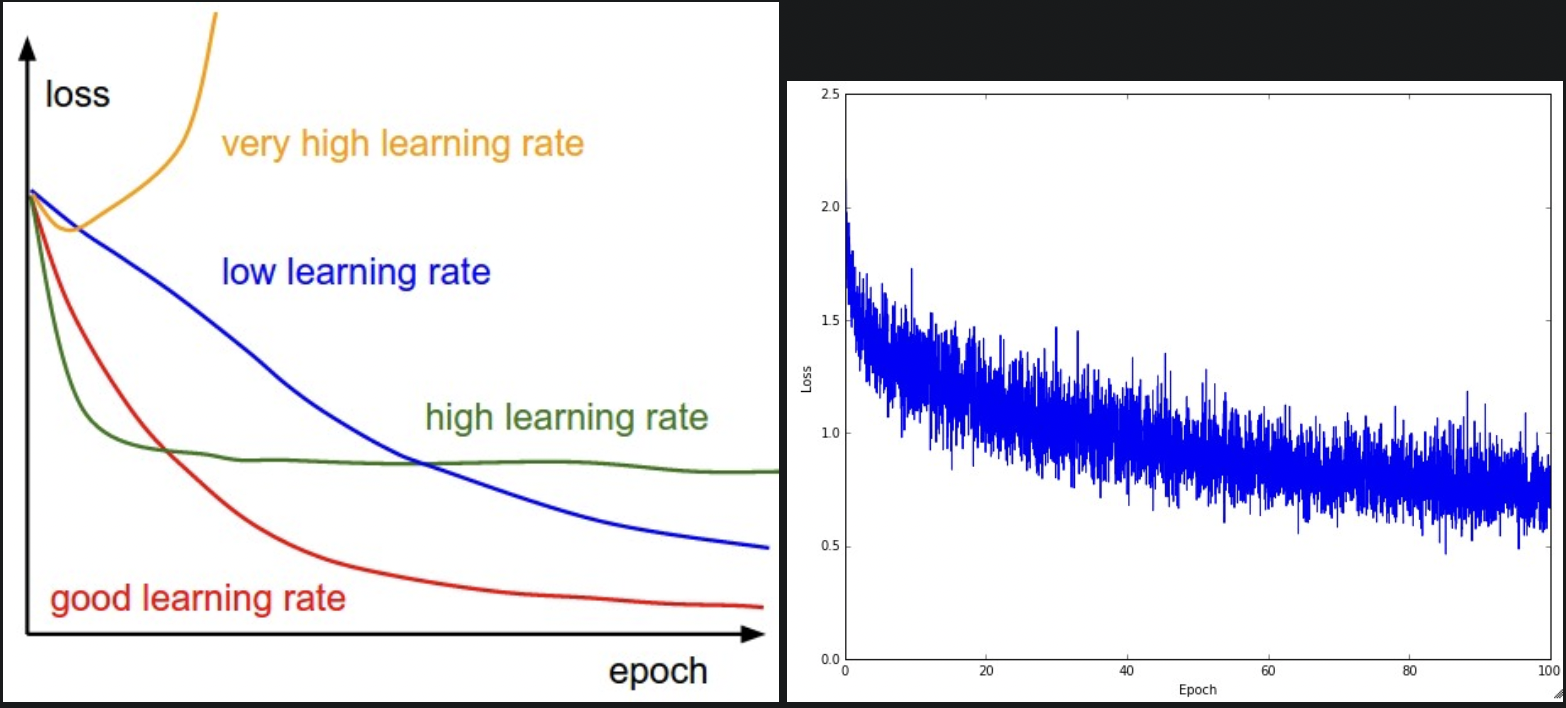 loss
very high learning rate
low learning rate
high learning rate
good learning rate
epoch
2.5
2.0
1.5
1.0
0.5
0.0
Loss
0 20 40 60 80 100
Epoch